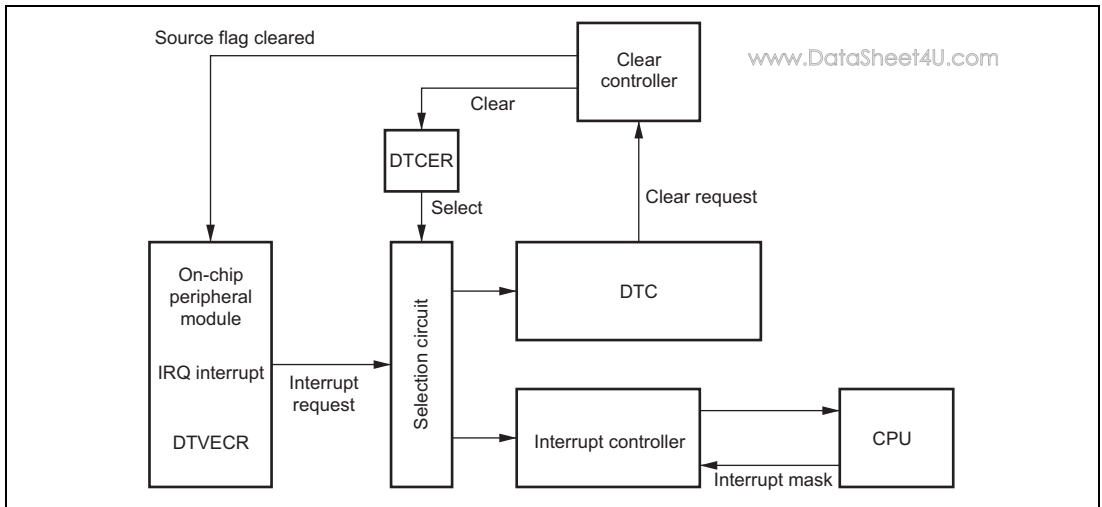 Source flag cleared
www.DataSheet4U.com
Clear
controller
Clear
DTCER
Clear request
Select
On-chip
peripheral
module
IRQ interrupt
DTVECR
Interrupt
request
Selection circuit
DTC
Interrupt controller
CPU
Interrupt mask